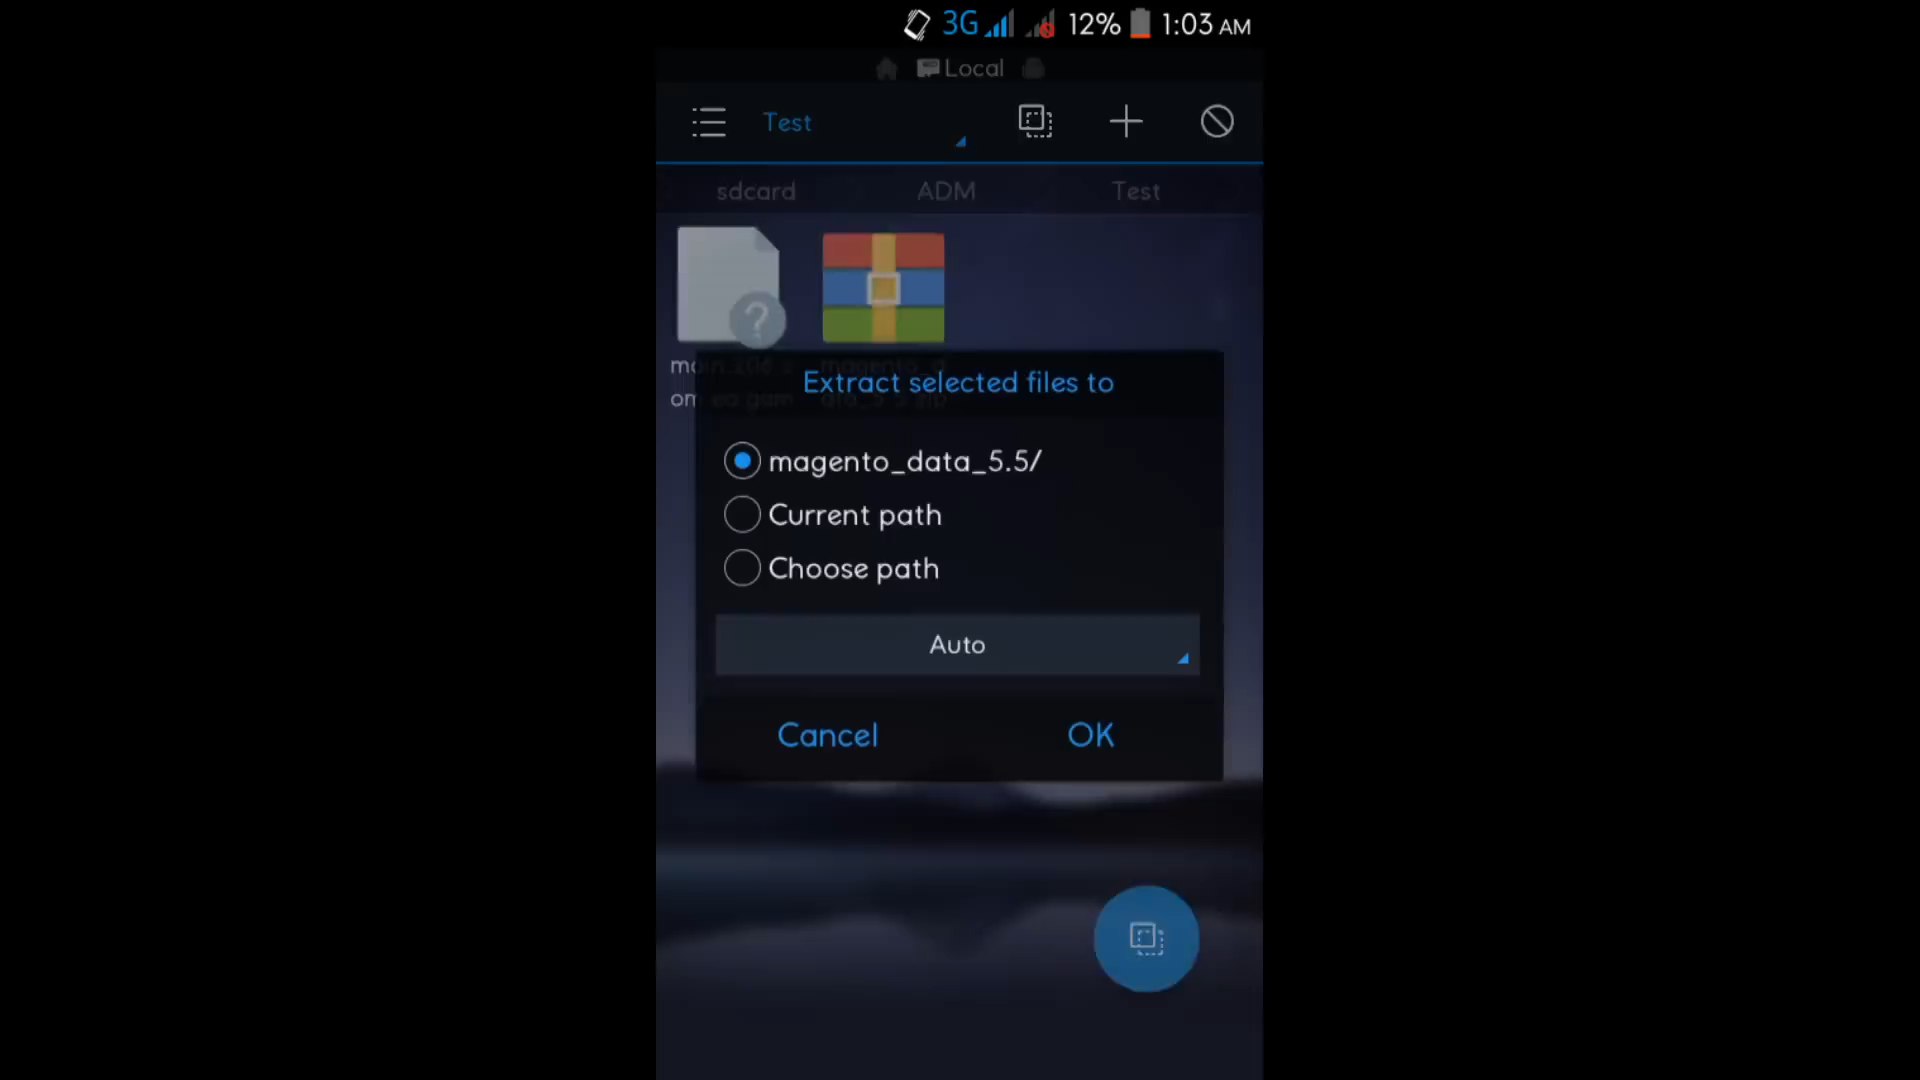 3G 12% 1:03 AM
Local
Test
sdcard ADM Test
Extract selected files to
magento_data_5.5/
Current path
Choose path
Auto
Cancel OK